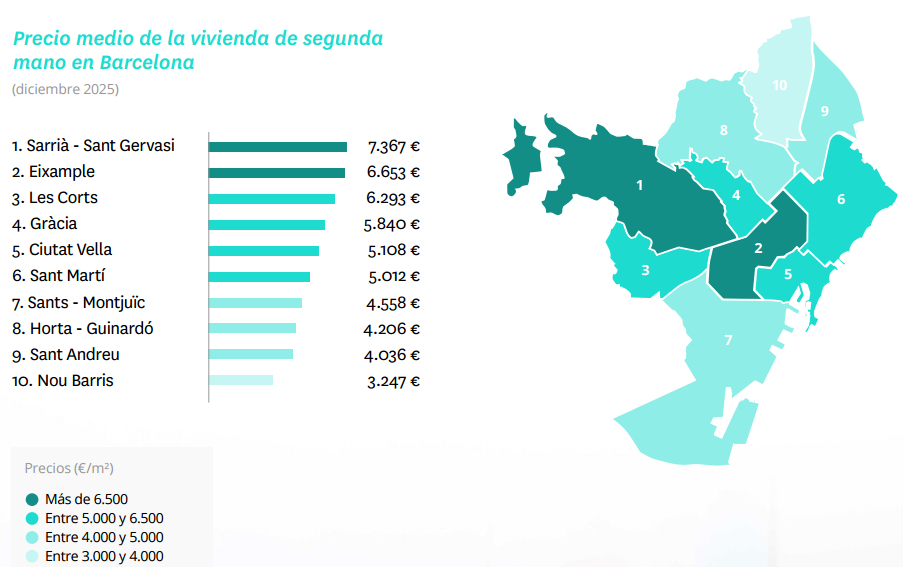 Precio medio de la vivienda de segunda
mano en Barcelona
(diciembre 2025)
1. Sarrià - Sant Gervasi 7.367 €
2. Eixample 6.653 €
3. Les Corts 6.293 €
4. Gràcia 5.840 €
5. Ciutat Vella 5.108 €
6. Sant Martí 5.012 €
7. Sants - Montjuïc 4.558 €
8. Horta - Guinardó 4.206 €
9. Sant Andreu 4.036 €
10. Nou Barris 3.247 €
10
9
8
1
4
6
2
3
5
7
Precios (€/m²)
Más de 6.500
Entre 5.000 y 6.500
Entre 4.000 y 5.000
Entre 3.000 y 4.000